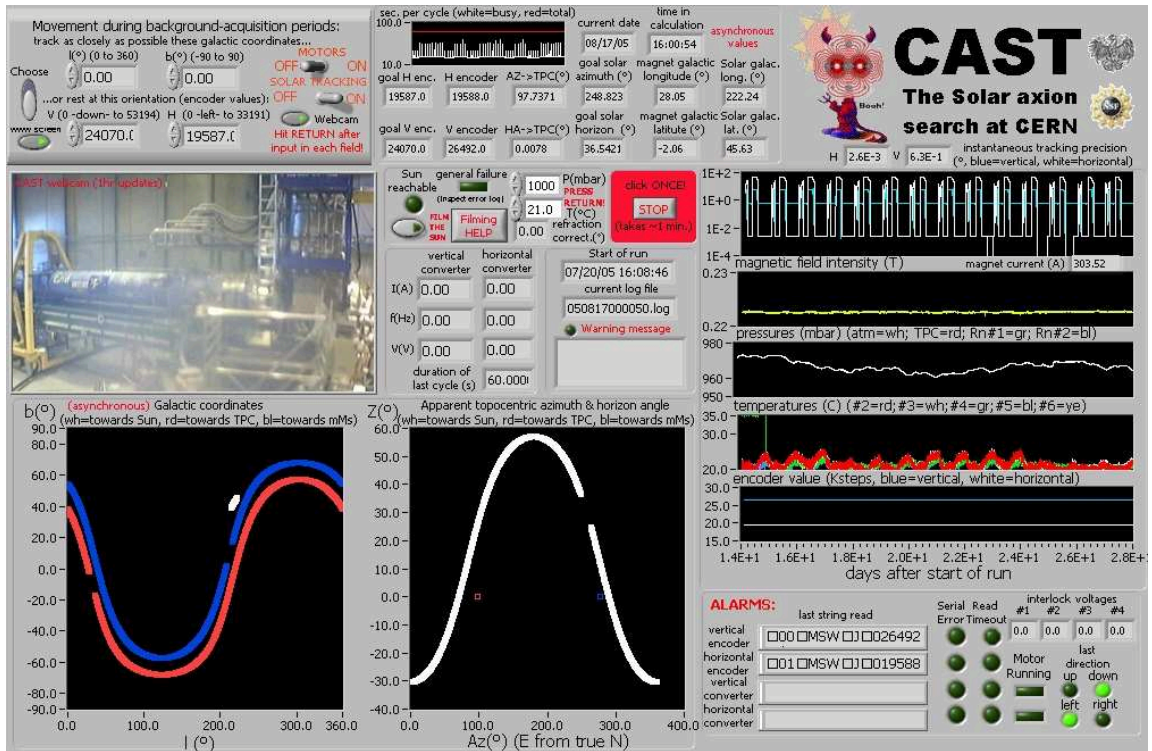 Movement during background-acquisition periods:
track as closely as possible these galactic coordinates...
l(°) (0 to 360) b(°) (-90 to 90) MOTORS
Choose 0.00 0.00 OFF ON
SOLAR TRACKING
...or rest at this orientation (encoder values): OFF ON
V (0 -down- to 53194) H (0 -left- to 33191) Webcam
www screen 24070.( 19587.( Hit RETURN after
input in each field!
sec. per cycle (white=busy, red=total)
100.0
10.0
current date time in calculation asynchronous values
08/17/05 16:00:54
goal H enc. H encoder AZ->TPC(°) goal solar azimuth (°) magnet galactic longitude (°) Solar galac. long. (°)
19587.0 19588.0 97.7371 248.823 28.05 222.24
goal V enc. V encoder HA->TPC(°) goal solar horizon (°) magnet galactic latitute (°) Solar galac. lat. (°)
24070.0 26492.0 0.0078 36.5421 -2.06 45.63
Booh!
CAST
The Solar axion
search at CERN
H 2.6E-3 V 6.3E-1 instantaneous tracking precision
(°, blue=vertical, white=horizontal)
CAST webcam (1hr updates)
Sun reachable general failure (Inspect error log) 1000 P(mbar)
PRESS RETURN!
21.0 T(°C)
FILM THE SUN Filming HELP 0.00 refraction correct.(°)
click ONCE!
STOP
(takes ~1 min.)
vertical converter horizontal converter
I(A) 0.00 0.00
f(Hz) 0.00 0.00
V(V) 0.00 0.00
duration of last cycle (s) 60.000
Start of run
07/20/05 16:08:46
current log file
050817000050.log
Warning message
1E+2
1E+0
1E-2
1E-4
magnetic field intensity (T) magnet current (A) 303.52
0.23
0.22
pressures (mbar) (atm=wh; TPC=rd; Rn#1=gr; Rn#2=bl)
980
960
950
temperatures (C) (#2=rd;#3=wh;#4=gr;#5=bl;#6=ye)
35.0
30.0
20.0
encoder value (Ksteps, blue=vertical, white=horizontal)
30.0
25.0
20.0
15.0
1.4E+1 1.6E+1 1.8E+1 2.0E+1 2.2E+1 2.4E+1 2.6E+1 2.8E+1
days after start of run
b(°) (asynchronous) Galactic coordinates
(wh=towards Sun, rd=towards TPC, bl=towards mMs)
90.0
80.0
60.0
40.0
20.0
0.0
-20.0
-40.0
-60.0
-80.0
-90.0
0.0 100.0 200.0 300.0 360.0
l (°)
Z(°) Apparent topocentric azimuth & horizon angle
(wh=towards Sun, rd=towards TPC, bl=towards mMs)
60.0
50.0
40.0
30.0
20.0
10.0
0.0
-10.0
-20.0
-30.0
-40.0
0.0 100.0 200.0 300.0 400.0
Az(°) (E from true N)
ALARMS:
last string read
Serial Error Read Timeout
interlock voltages
#1 #2 #3 #4
0.0 0.0 0.0 0.0
vertical encoder □00□MSW□J□026492
horizontal encoder □01□MSW□J□019588
vertical converter
horizontal converter
Motor Running
last direction
up down
left right